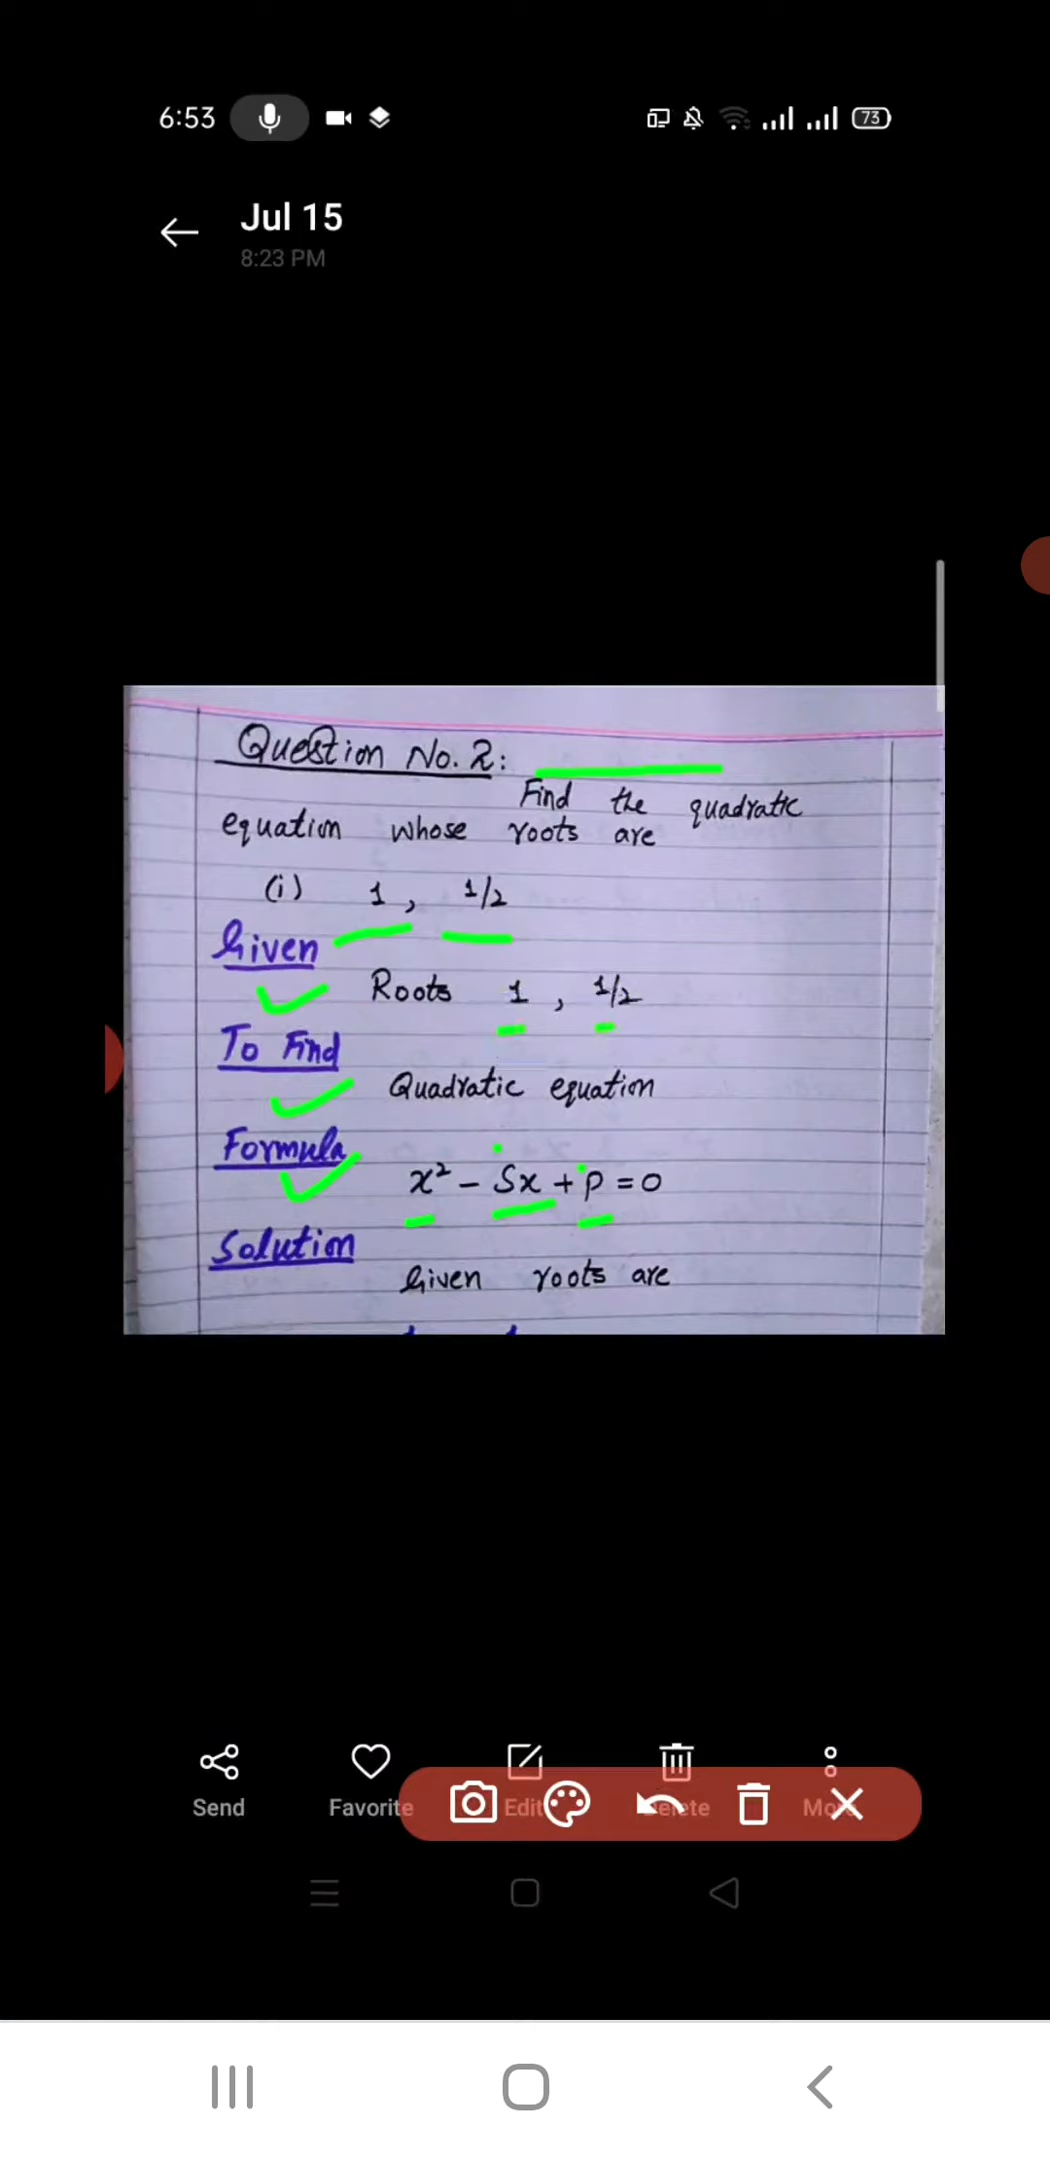 6:53
73
Jul 15
8:23 PM
Question No. 2:
Find the quadratic
equation whose roots are
(i) 1, 1/2
Given
Roots 1, 1/2
To Find
Quadratic equation
Formula
x² - Sx + P = 0
Solution
Given roots are
Send
Favorite
Edit
Delete
More